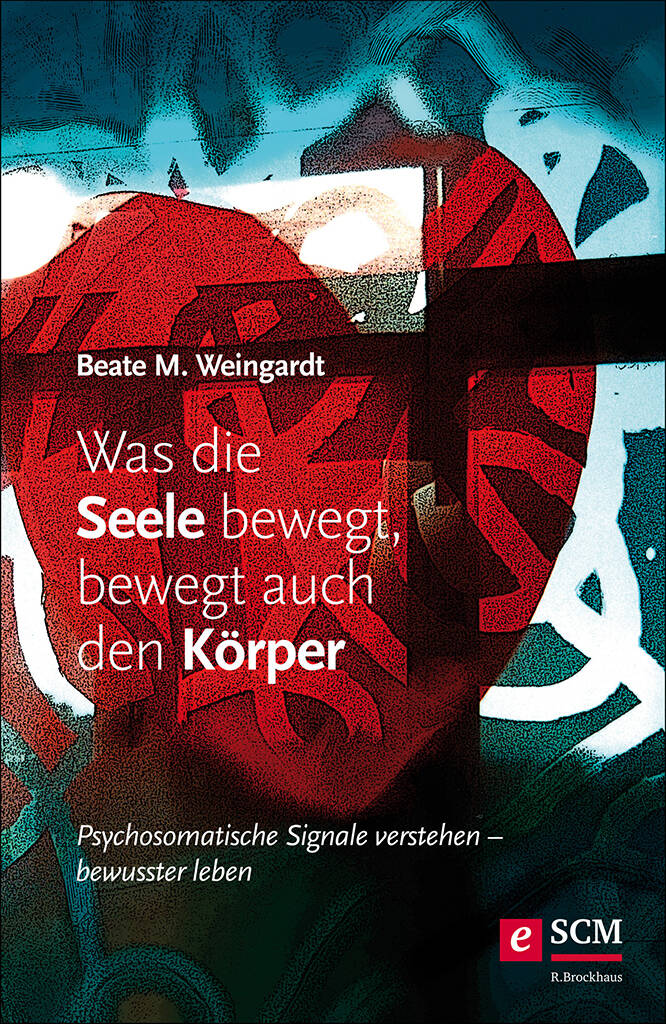 Beate M. Weingardt
Was die
Seele bewegt,
bewegt auch
den Körper
Psychosomatische Signale verstehen –
bewusster leben
e SCM
R.Brockhaus